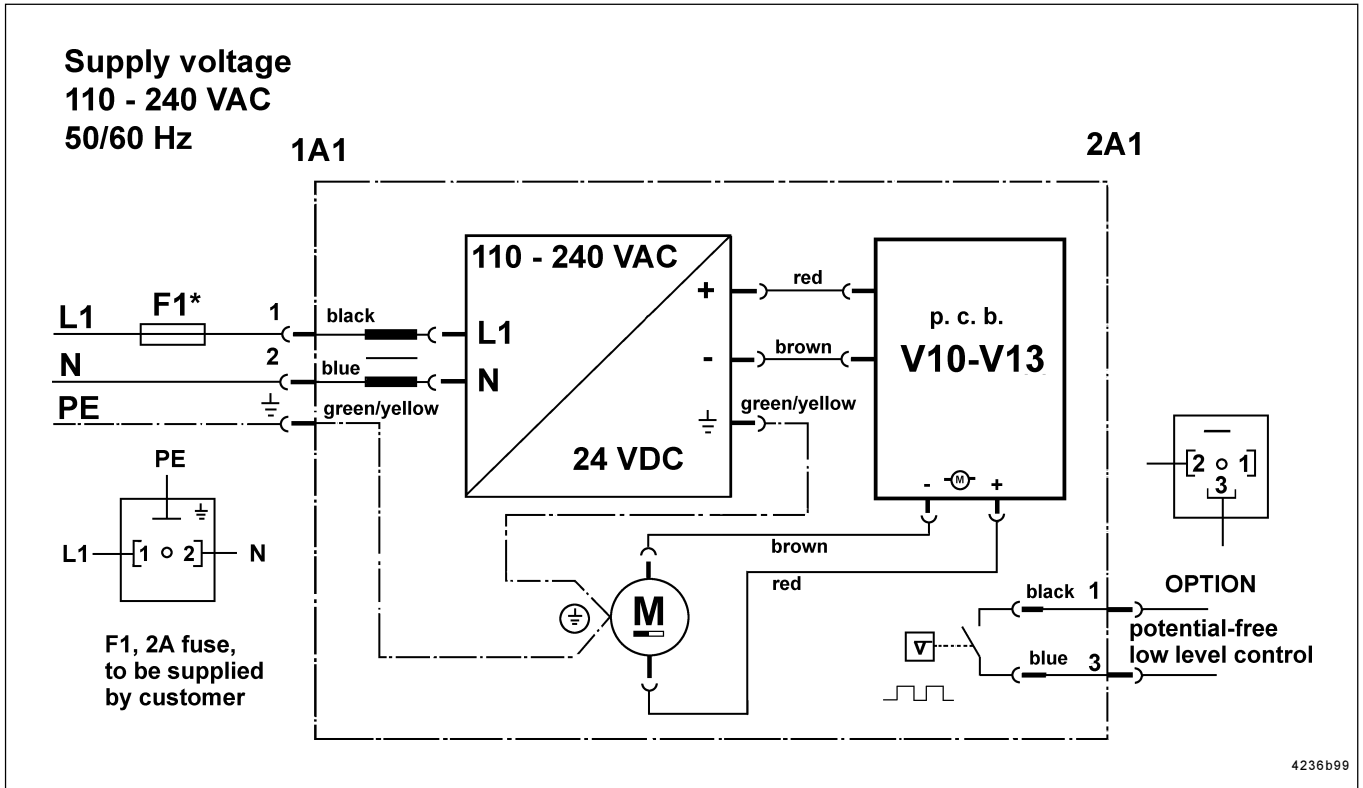 Supply voltage
110 - 240 VAC
50/60 Hz
1A1
2A1
110 - 240 VAC
L1
F1*
1
black
L1
+
red
p. c. b.
V10-V13
N
2
blue
N
-
brown
PE
green/yellow
green/yellow
24 VDC
- M +
PE
L1
1 2
N
2 1
3
brown
red
M
F1, 2A fuse,
to be supplied
by customer
black 1
blue 3
OPTION
potential-free
low level control
4236b99